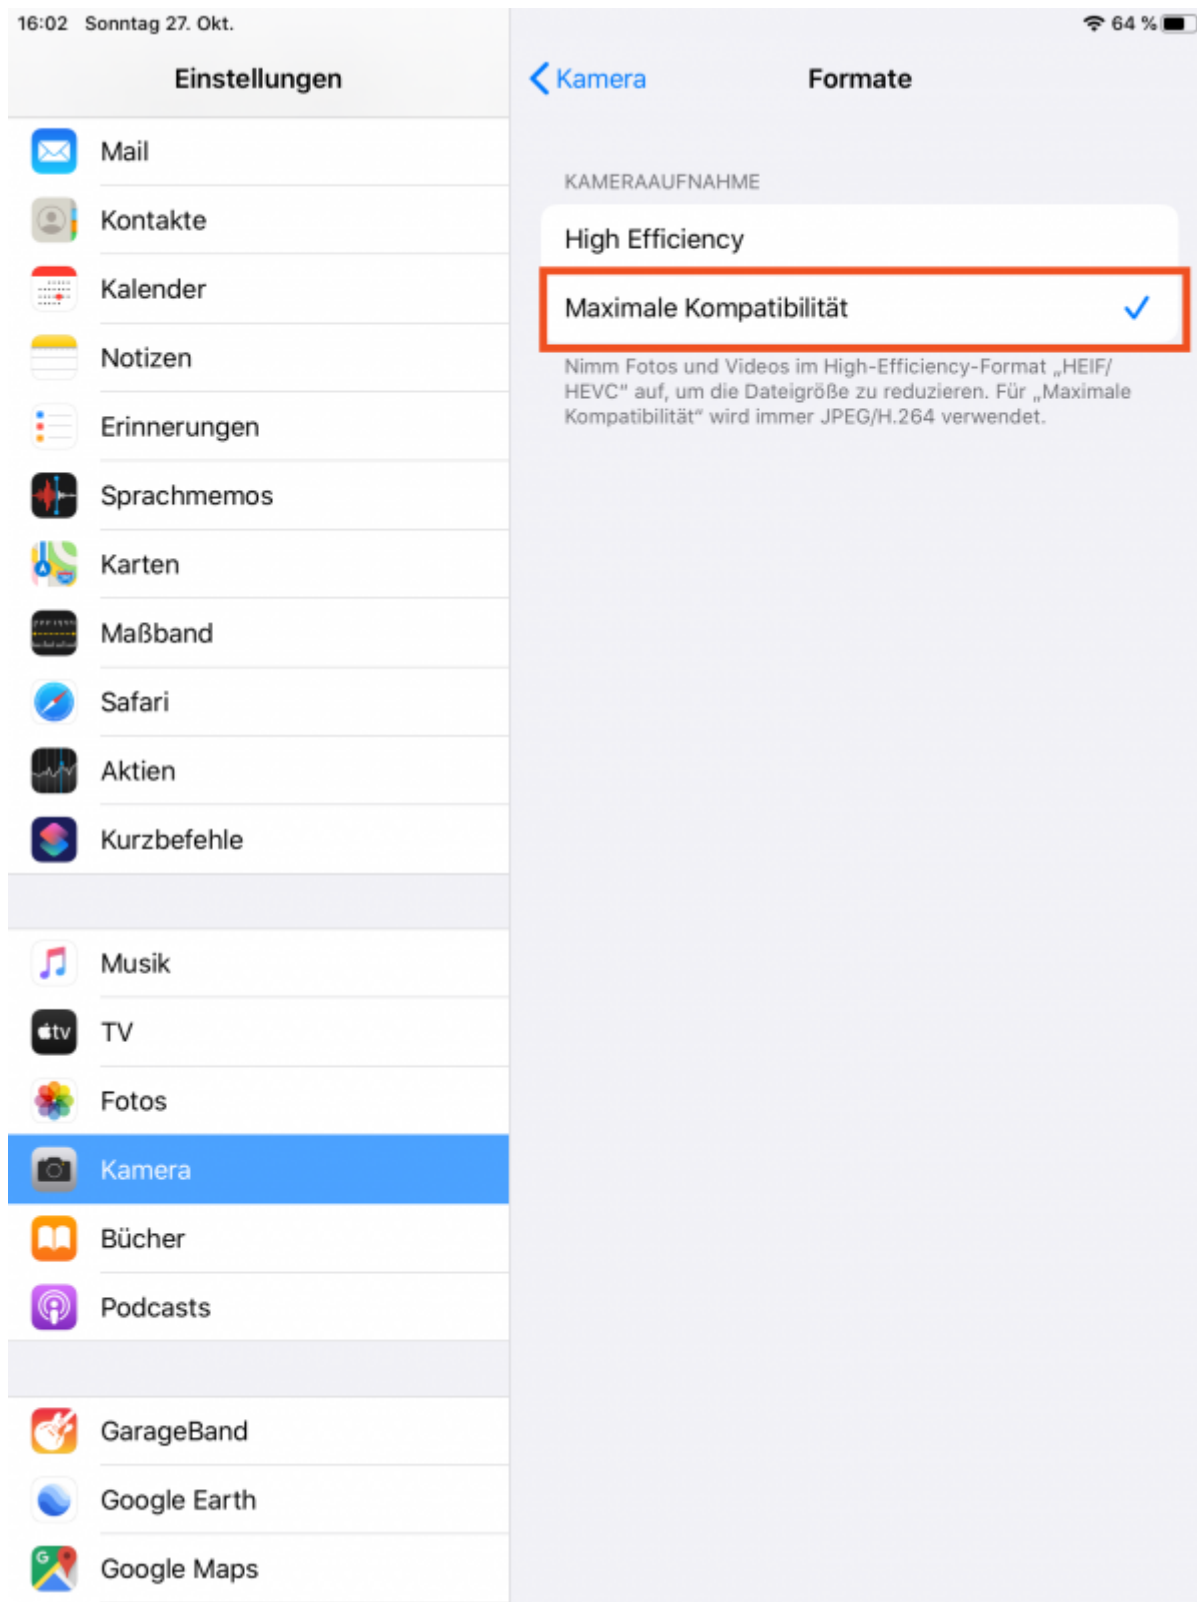 16:02 Sonntag 27. Okt.
64 %
Einstellungen
Mail
Kontakte
Kalender
Notizen
Erinnerungen
Sprachmemos
Karten
Maßband
Safari
Aktien
Kurzbefehle
Musik
tv TV
Fotos
Kamera
Bücher
Podcasts
GarageBand
Google Earth
G Google Maps
Kamera
Formate
KAMERAAUFNAHME
High Efficiency
Maximale Kompatibilität
Nimm Fotos und Videos im High-Efficiency-Format „HEIF/
HEVC“ auf, um die Dateigröße zu reduzieren. Für „Maximale
Kompatibilität“ wird immer JPEG/H.264 verwendet.